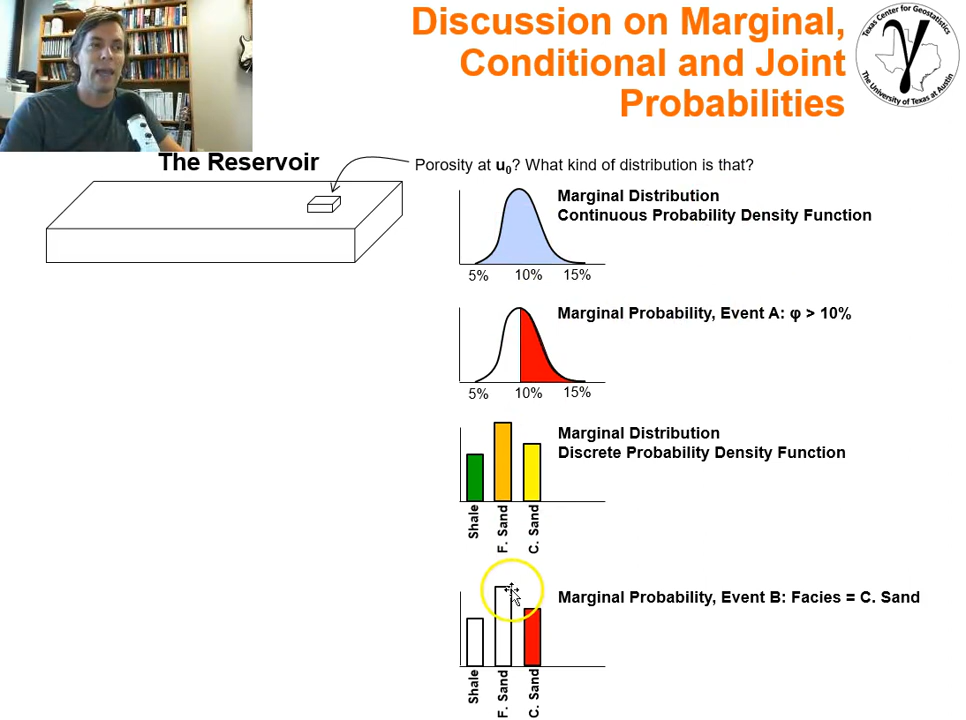 Discussion on Marginal,
Conditional and Joint
Probabilities
Texas Center for Geostatistics
The University of Texas at Austin
γ
The Reservoir
Porosity at u0? What kind of distribution is that?
Marginal Distribution
Continuous Probability Density Function
5% 10% 15%
Marginal Probability, Event A: φ > 10%
5% 10% 15%
Marginal Distribution
Discrete Probability Density Function
Shale
F. Sand
C. Sand
Marginal Probability, Event B: Facies = C. Sand
Shale
F. Sand
C. Sand